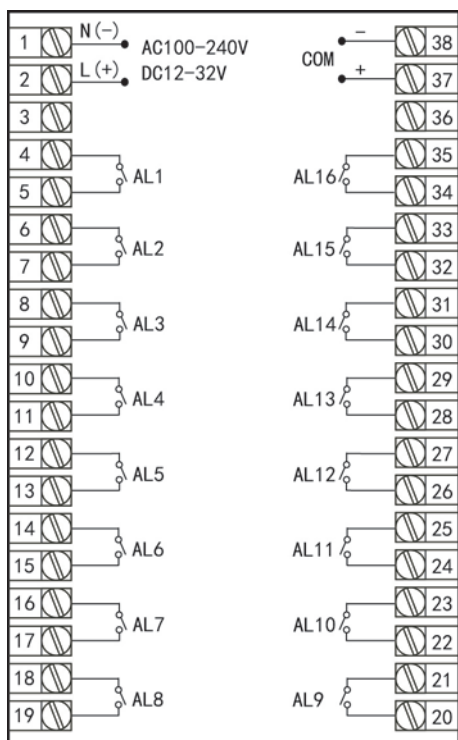 1 N(-) AC100-240V COM - 38
2 L(+) DC12-32V + 37
3 36
4 35
AL1 AL16
5 34
6 33
AL2 AL15
7 32
8 31
AL3 AL14
9 30
10 29
AL4 AL13
11 28
12 27
AL5 AL12
13 26
14 25
AL6 AL11
15 24
16 23
AL7 AL10
17 22
18 21
AL8 AL9
19 20